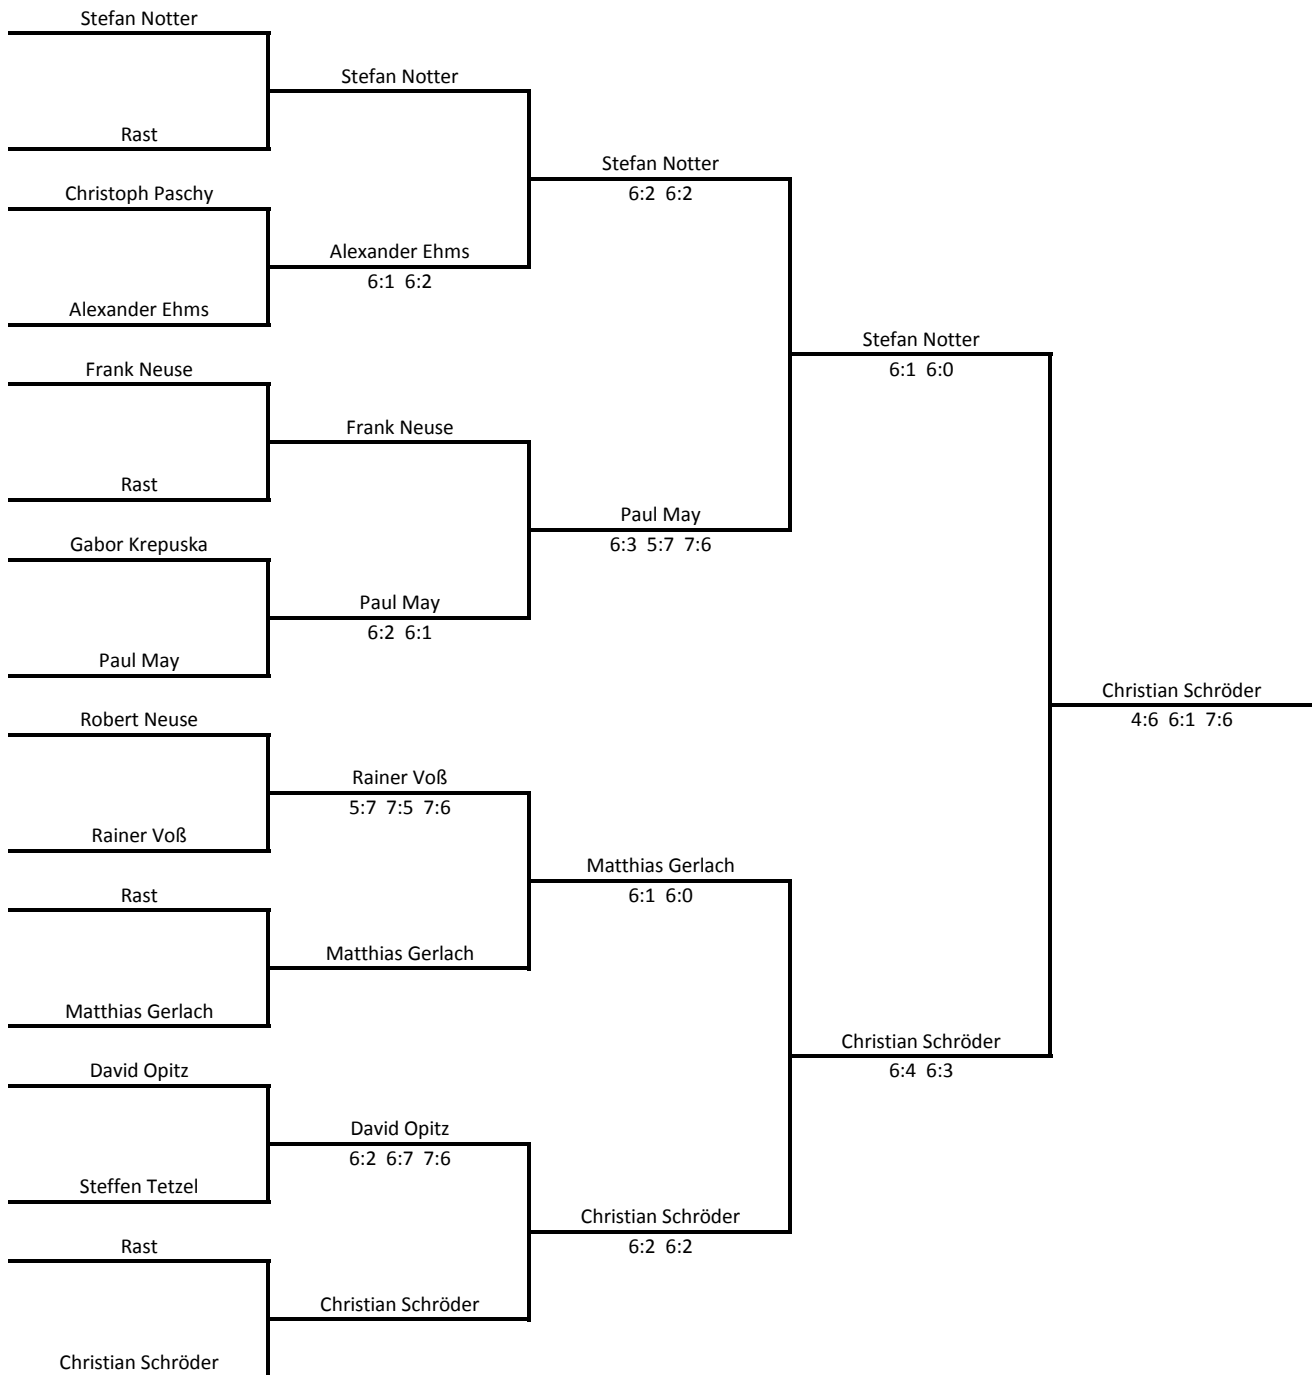 Stefan Notter
Stefan Notter
Rast
Stefan Notter
6:2 6:2
Christoph Paschy
Alexander Ehms
6:1 6:2
Alexander Ehms
Stefan Notter
6:1 6:0
Frank Neuse
Frank Neuse
Rast
Paul May
6:3 5:7 7:6
Gabor Krepuska
Paul May
6:2 6:1
Paul May
Christian Schröder
4:6 6:1 7:6
Robert Neuse
Rainer Voß
5:7 7:5 7:6
Rainer Voß
Matthias Gerlach
6:1 6:0
Rast
Matthias Gerlach
Matthias Gerlach
Christian Schröder
6:4 6:3
David Opitz
David Opitz
6:2 6:7 7:6
Steffen Tetzel
Christian Schröder
6:2 6:2
Rast
Christian Schröder
Christian Schröder